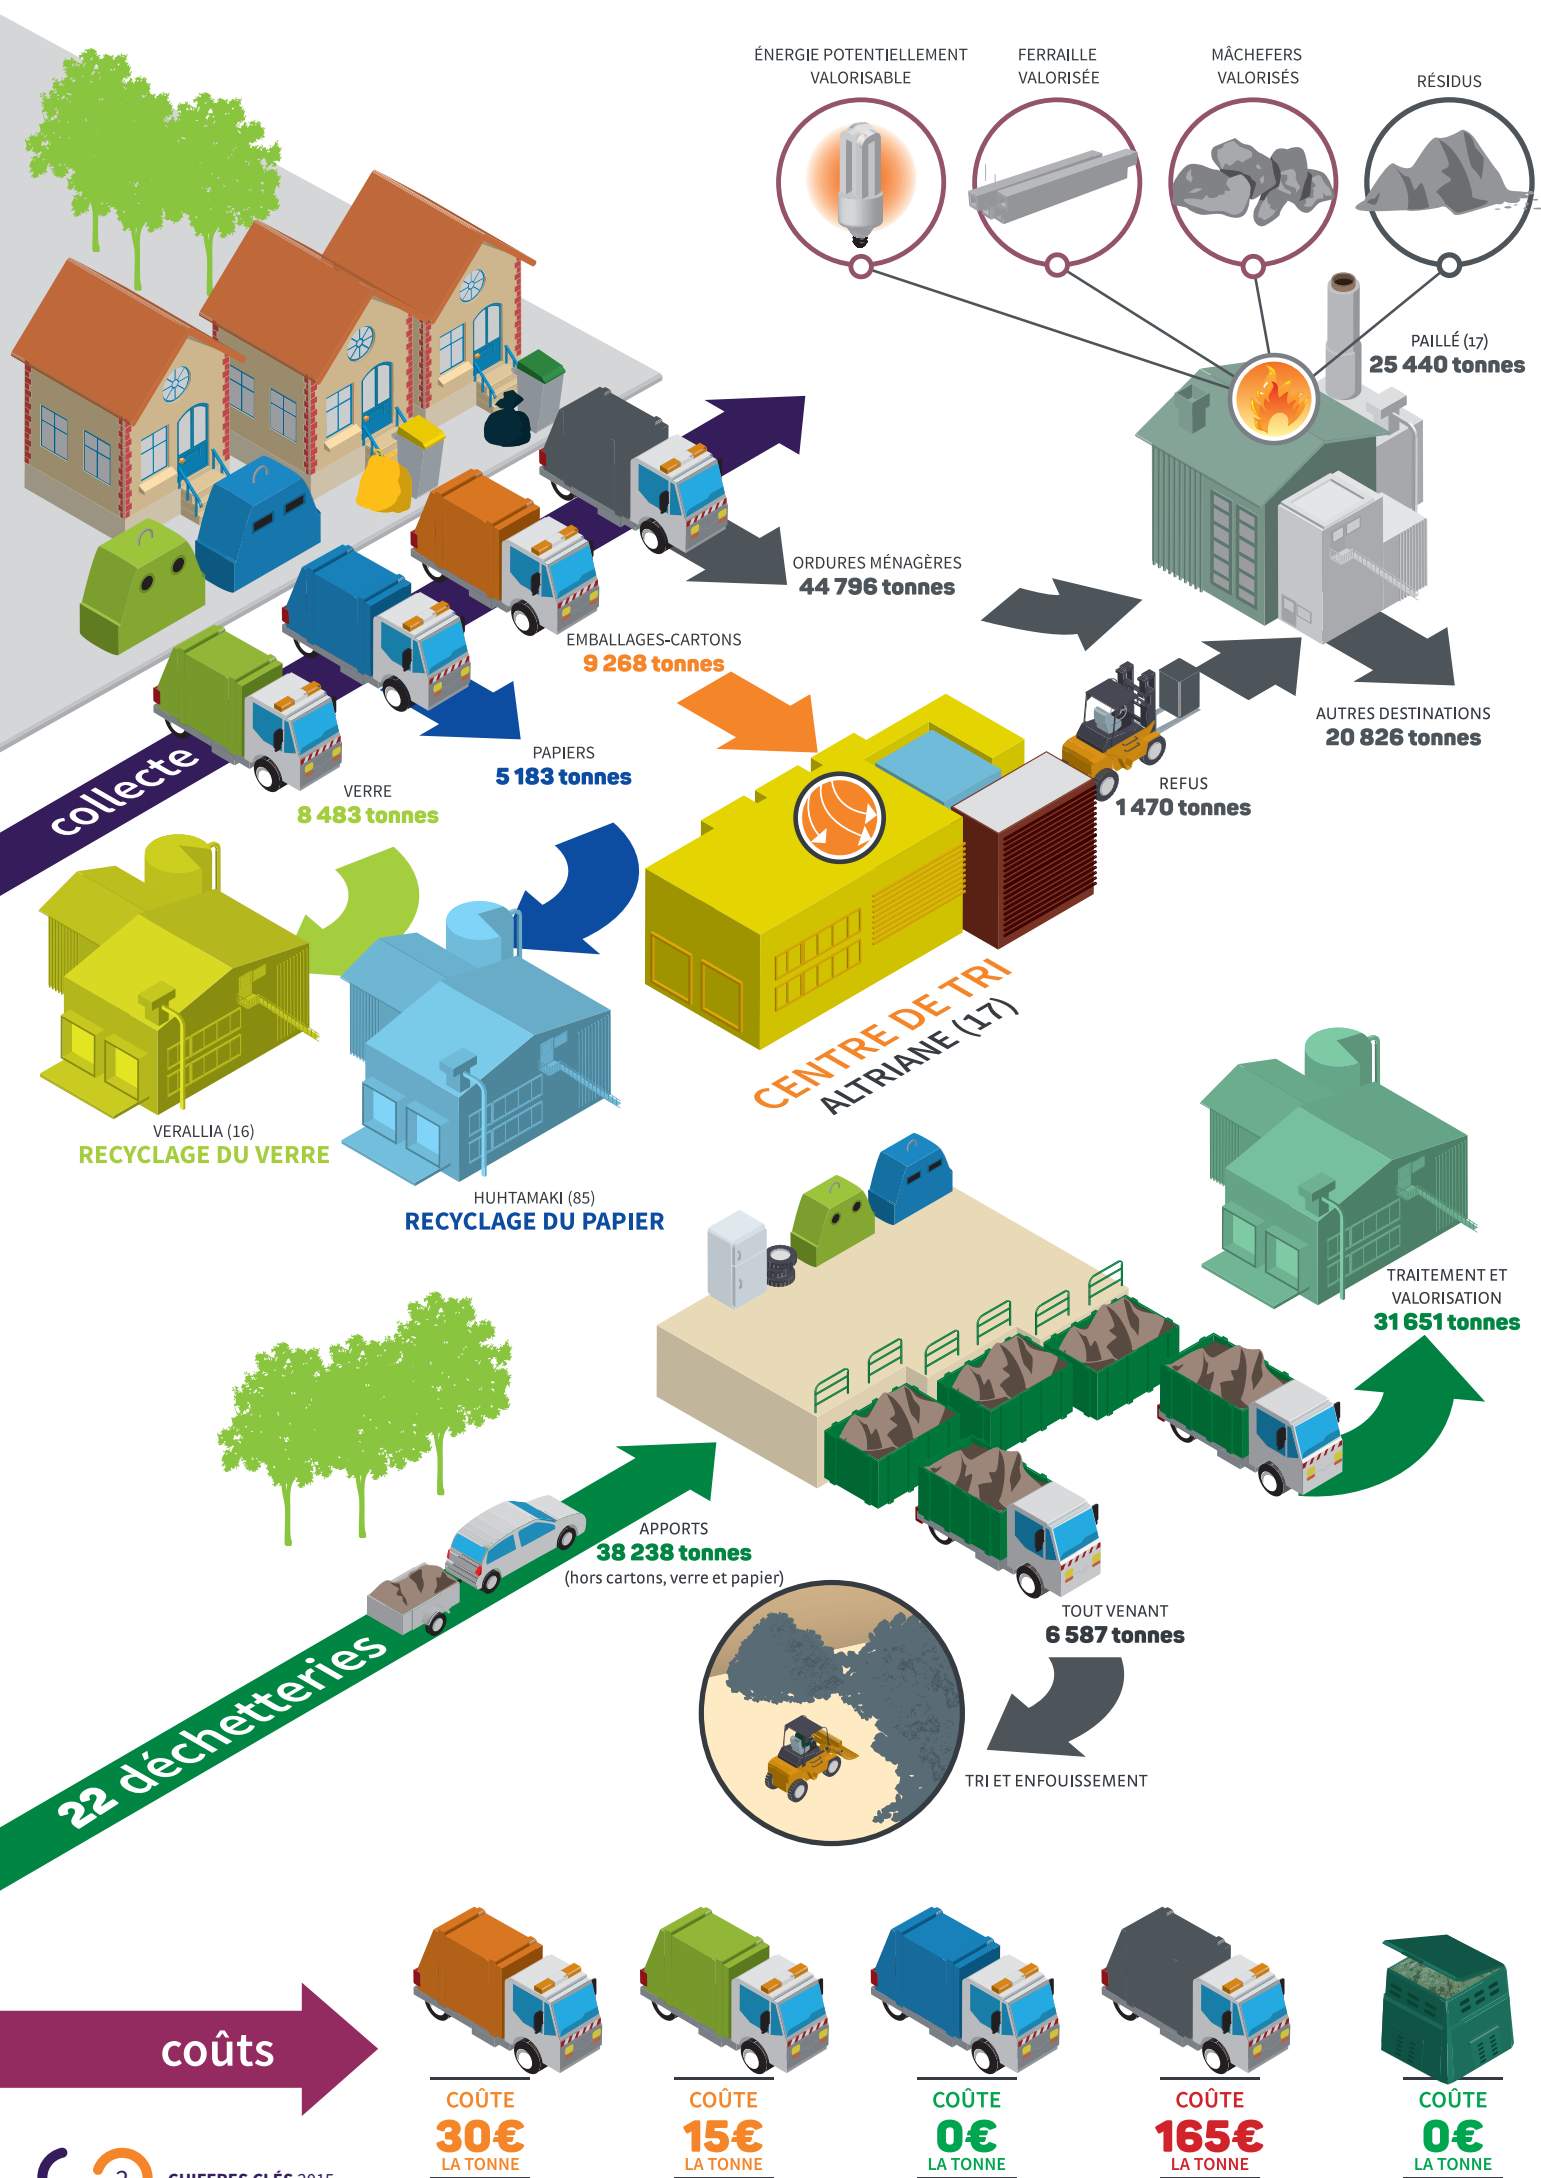 ÉNERGIE POTENTIELLEMENT
VALORISABLE
FERRAILLE
VALORISÉE
MÂCHEFERS
VALORISÉS
RÉSIDUS
PAILLÉ (17)
25 440 tonnes
ORDURES MÉNAGÈRES
44 796 tonnes
EMBALLAGES-CARTONS
9 268 tonnes
AUTRES DESTINATIONS
20 826 tonnes
PAPIERS
5 183 tonnes
REFUS
1 470 tonnes
VERRE
8 483 tonnes
collecte
CENTRE DE TRI
ALTRIANE (17)
VERALLIA (16)
RECYCLAGE DU VERRE
HUHTAMAKI (85)
RECYCLAGE DU PAPIER
TRAITEMENT ET
VALORISATION
31 651 tonnes
APPORTS
38 238 tonnes
(hors cartons, verre et papier)
TOUT VENANT
6 587 tonnes
22 déchetteries
TRI ET ENFOUISSEMENT
coûts
COÛTE
30€
LA TONNE
COÛTE
15€
LA TONNE
COÛTE
0€
LA TONNE
COÛTE
165€
LA TONNE
COÛTE
0€
LA TONNE
2
CHIFFRES CLÉS 2015